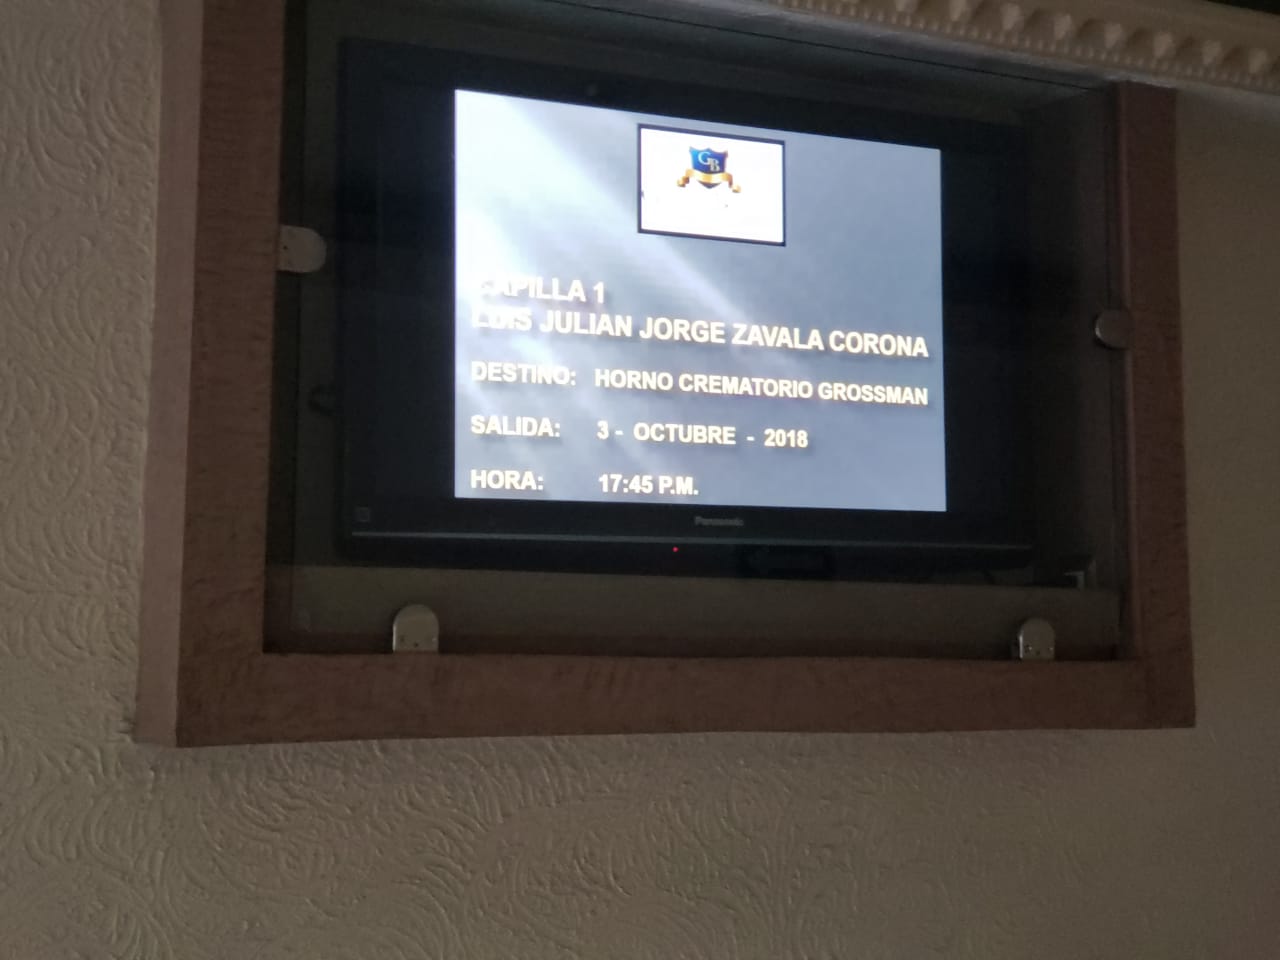 GB
CAPILLA 1
LUIS JULIAN JORGE ZAVALA CORONA
DESTINO: HORNO CREMATORIO GROSSMAN
SALIDA: 3 - OCTUBRE - 2018
HORA: 17:45 P.M.
Panasonic